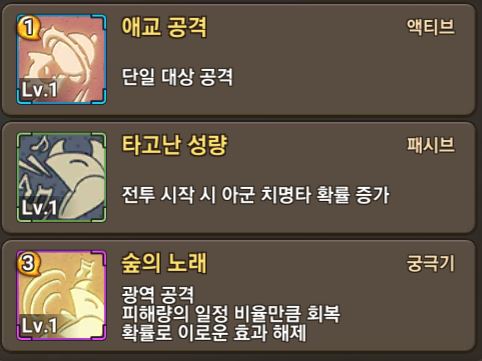 1
애교 공격
액티브
Lv.1
단일 대상 공격
타고난 성량
패시브
Lv.1
전투 시작 시 아군 치명타 확률 증가
3
숲의 노래
궁극기
Lv.1
광역 공격
피해량의 일정 비율만큼 회복
확률로 이로운 효과 해제